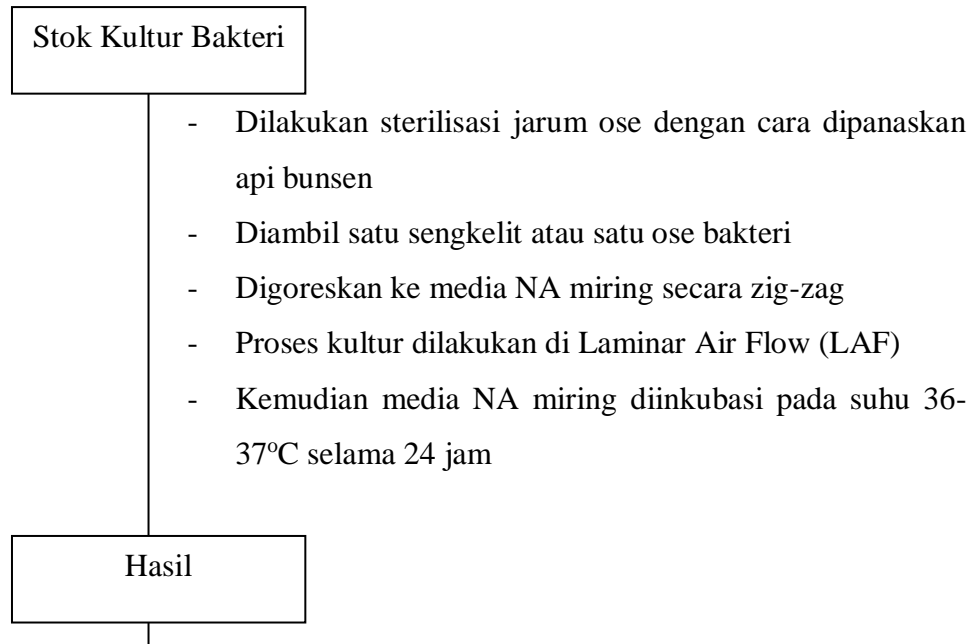 Stok Kultur Bakteri
- Dilakukan sterilisasi jarum ose dengan cara dipanaskan
api bunsen
- Diambil satu sengkelit atau satu ose bakteri
- Digoreskan ke media NA miring secara zig-zag
- Proses kultur dilakukan di Laminar Air Flow (LAF)
- Kemudian media NA miring diinkubasi pada suhu 36-
37ºC selama 24 jam
Hasil